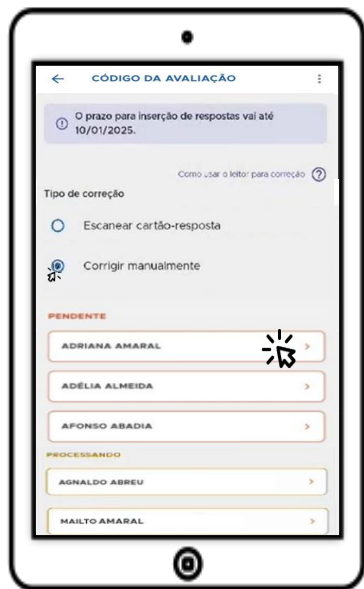 CÓDIGO DA AVALIAÇÃO
O prazo para inserção de respostas vai até
10/01/2025.
Como usar o leitor para correção
Tipo de correção
Escanear cartão-resposta
Corrigir manualmente
PENDENTE
ADRIANA AMARAL
ADÉLIA ALMEIDA
AFONSO ABADIA
PROCESSANDO
AGNALDO ABREU
MAILTO AMARAL